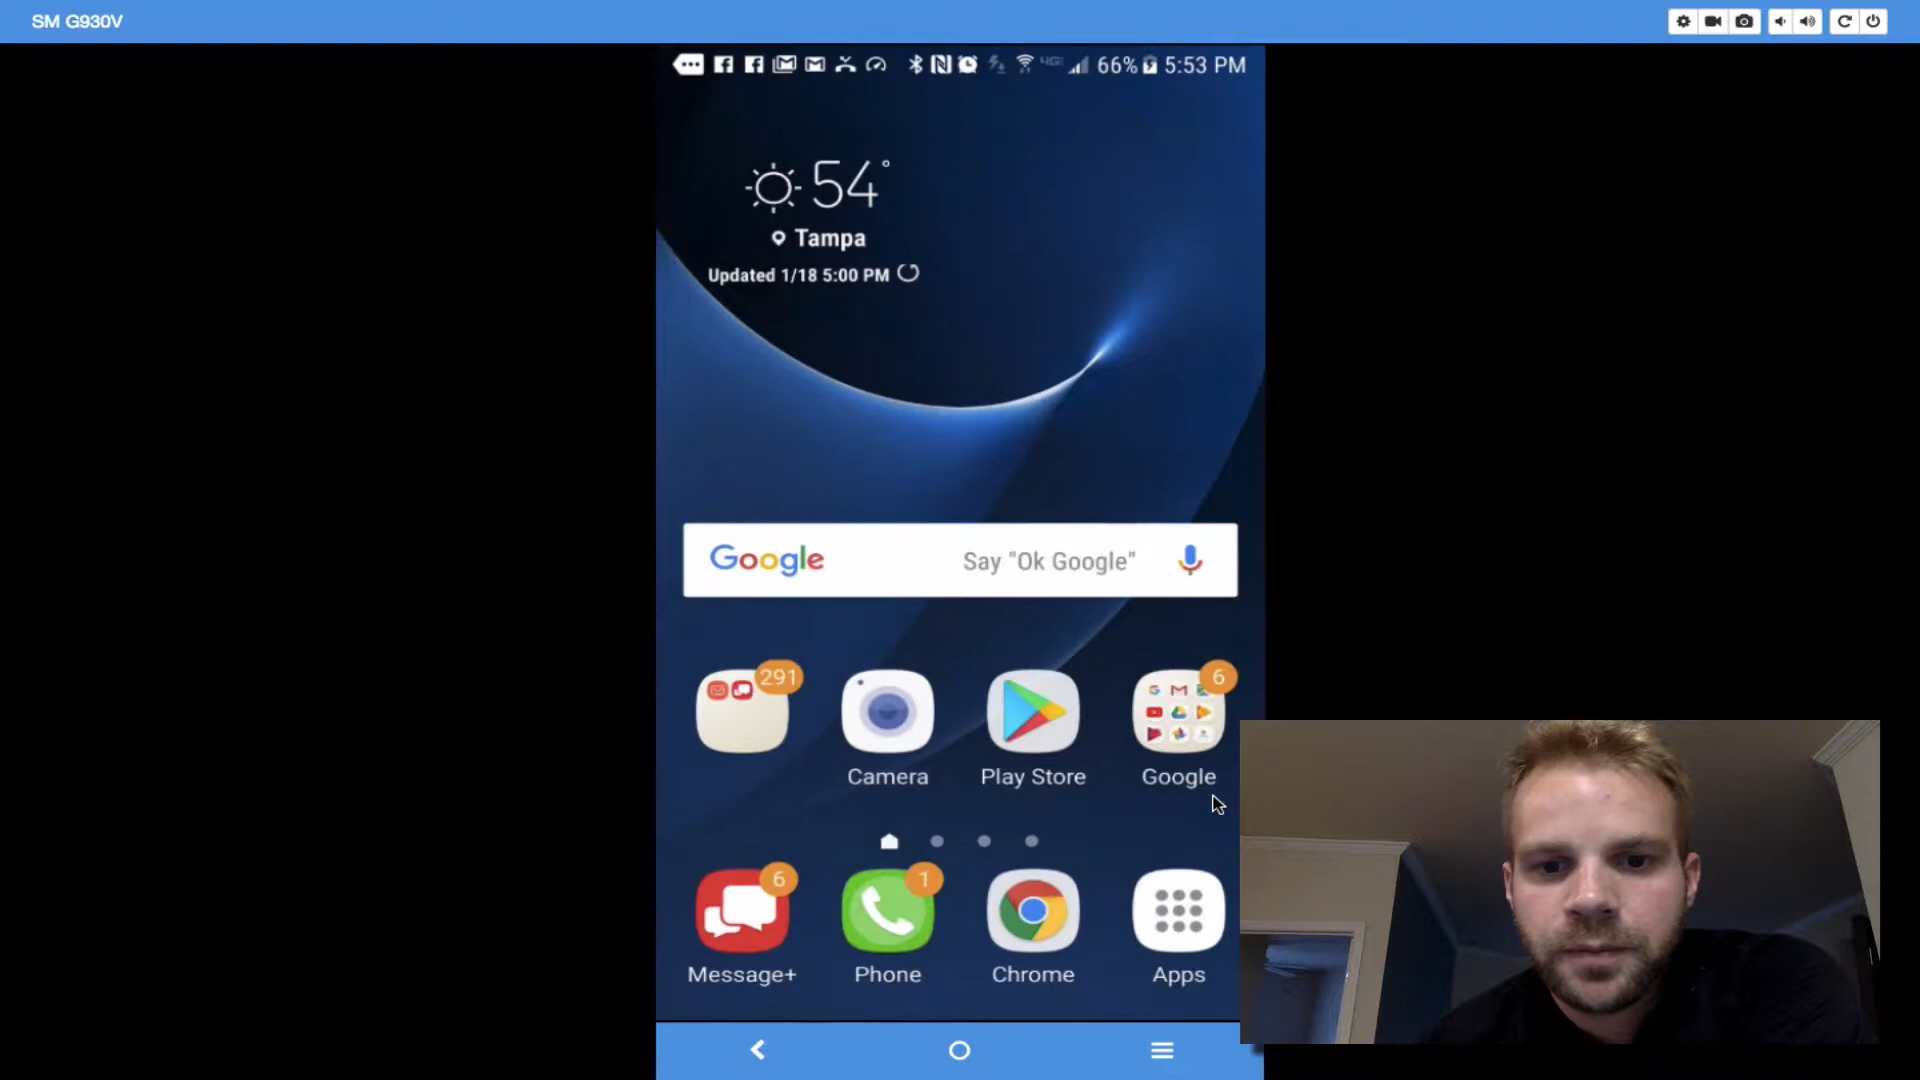 SM G930V
66% 5:53 PM
54°
Tampa
Updated 1/18 5:00 PM
Google Say "Ok Google"
291
6
Camera Play Store Google
6
1
Message+ Phone Chrome Apps